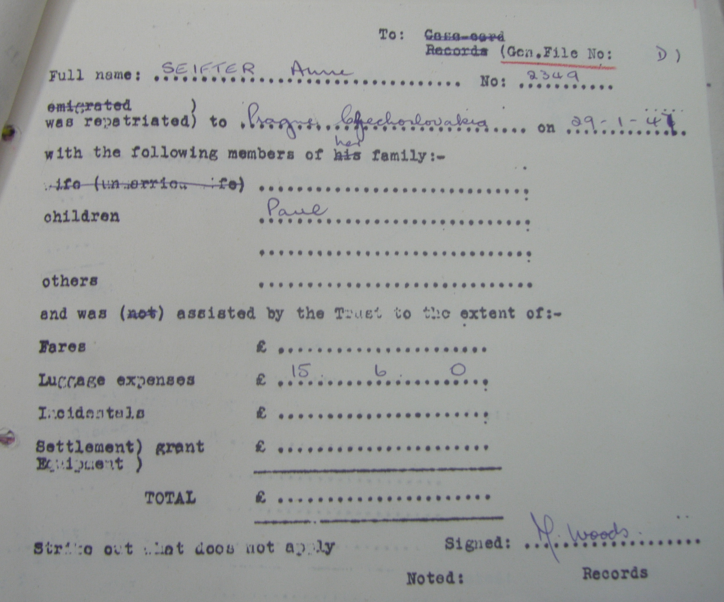 To: Case-card
Records (Gen.File No: D)
Full name: SEIFTER Anne No: 2349
emigrated )
was repatriated) to Prague Czechoslovakia on 29-1-47
her
with the following members of his family:-
wife (unmarried wife)
children Paul
others
and was (not) assisted by the Trust to the extent of:-
Fares £
Luggage expenses £ 15 6 0
Incidentals £
Settlement) grant £
Equipment )
TOTAL £
Strike out what does not apply Signed: M. Woods
Noted: Records